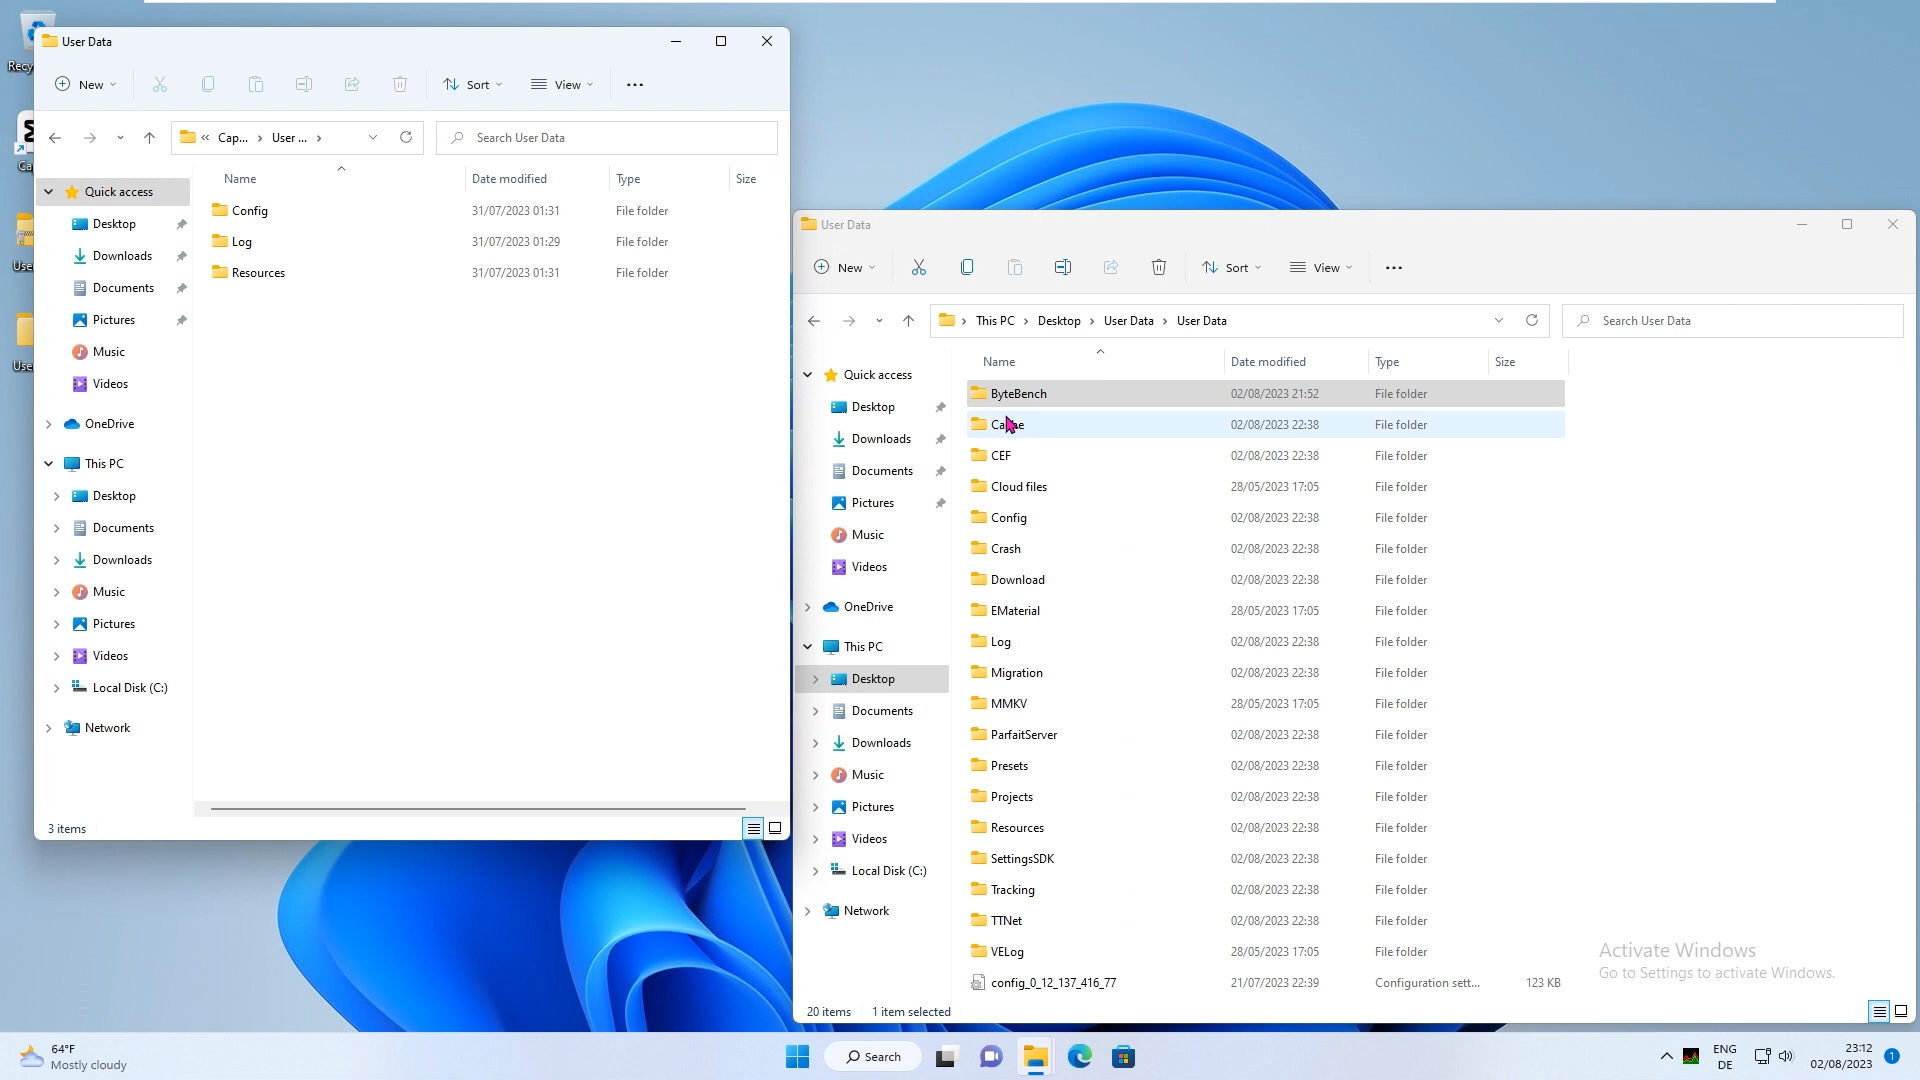 Recy
Ca
Use
Use
User Data
New
Sort
View
Cap...
User ...
Search User Data
Name
Date modified
Type
Size
Quick access
Desktop
Downloads
Documents
Pictures
Music
Videos
OneDrive
This PC
Desktop
Documents
Downloads
Music
Pictures
Videos
Local Disk (C:)
Network
Config 31/07/2023 01:31 File folder
Log 31/07/2023 01:29 File folder
Resources 31/07/2023 01:31 File folder
3 items
User Data
New
Sort
View
This PC > Desktop > User Data > User Data
Search User Data
Name
Date modified
Type
Size
Quick access
Desktop
Downloads
Documents
Pictures
Music
Videos
OneDrive
This PC
Desktop
Documents
Downloads
Music
Pictures
Videos
Local Disk (C:)
Network
ByteBench 02/08/2023 21:52 File folder
Cache 02/08/2023 22:38 File folder
CEF 02/08/2023 22:38 File folder
Cloud files 28/05/2023 17:05 File folder
Config 02/08/2023 22:38 File folder
Crash 02/08/2023 22:38 File folder
Download 02/08/2023 22:38 File folder
EMaterial 28/05/2023 17:05 File folder
Log 02/08/2023 22:38 File folder
Migration 02/08/2023 22:38 File folder
MMKV 28/05/2023 17:05 File folder
ParfaitServer 02/08/2023 22:38 File folder
Presets 02/08/2023 22:38 File folder
Projects 02/08/2023 22:38 File folder
Resources 02/08/2023 22:38 File folder
SettingsSDK 02/08/2023 22:38 File folder
Tracking 02/08/2023 22:38 File folder
TTNet 02/08/2023 22:38 File folder
VELog 28/05/2023 17:05 File folder
config_0_12_137_416_77 21/07/2023 22:39 Configuration sett... 123 KB
20 items 1 item selected
Activate Windows
Go to Settings to activate Windows.
64°F
Mostly cloudy
Search
ENG
DE
23:12
02/08/2023
1